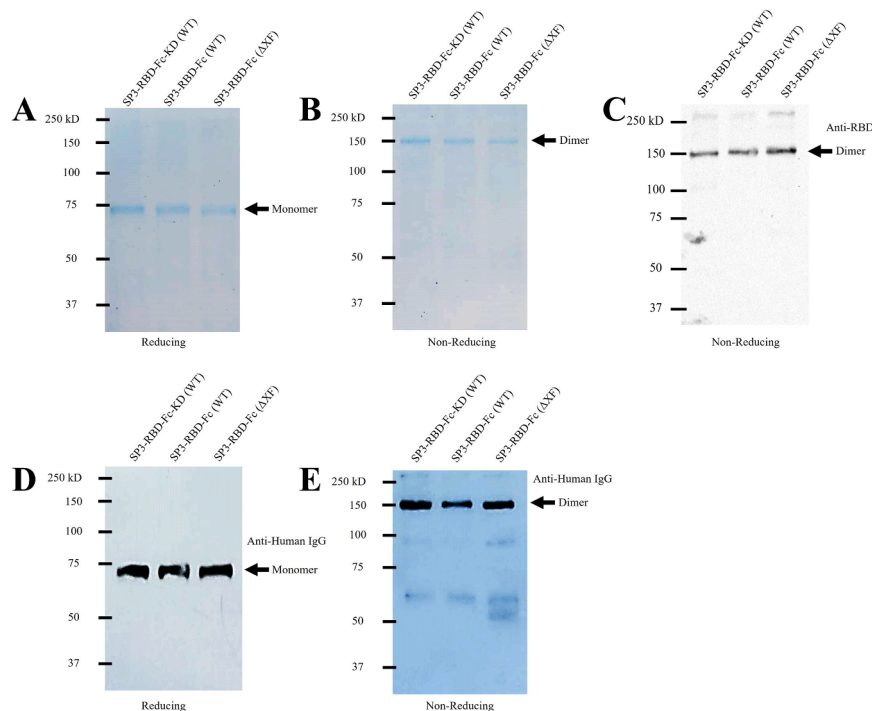 A
SP3-RBD-Fc-KD (WT)
SP3-RBD-Fc (WT)
SP3-RBD-Fc (ΔXF)
250 kD
150
100
75
50
37
Monomer
Reducing
B
SP3-RBD-Fc-KD (WT)
SP3-RBD-Fc (WT)
SP3-RBD-Fc (ΔXF)
250 kD
150
100
75
50
37
Dimer
Non-Reducing
C
SP3-RBD-Fc-KD (WT)
SP3-RBD-Fc (WT)
SP3-RBD-Fc (ΔXF)
250 kD
150
100
75
50
37
Anti-RBD
Dimer
Non-Reducing
D
SP3-RBD-Fc-KD (WT)
SP3-RBD-Fc (WT)
SP3-RBD-Fc (ΔXF)
250 kD
150
100
75
50
37
Anti-Human IgG
Monomer
Reducing
E
SP3-RBD-Fc-KD (WT)
SP3-RBD-Fc (WT)
SP3-RBD-Fc (ΔXF)
250 kD
150
100
75
50
37
Anti-Human IgG
Dimer
Non-Reducing